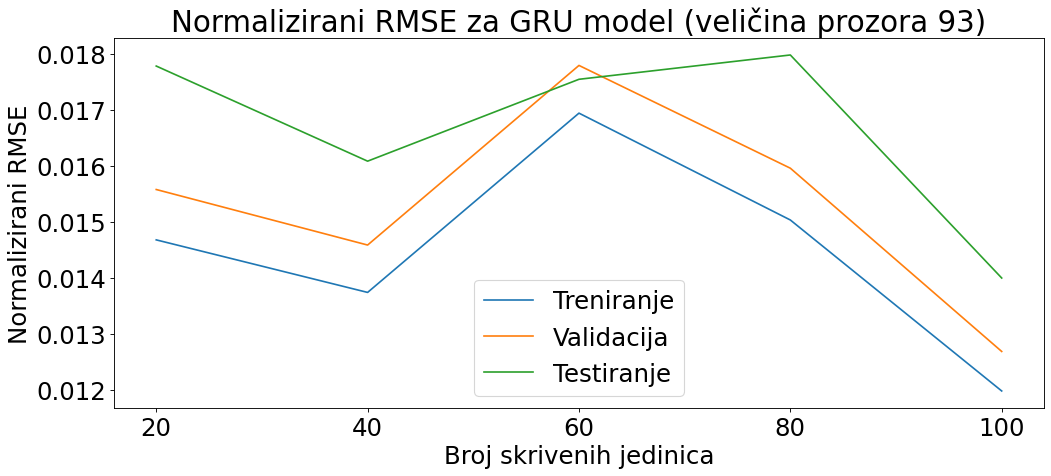 Normalizirani RMSE za GRU model (veličina prozora 93)
Normalizirani RMSE
0.018
0.017
0.016
0.015
0.014
0.013
0.012
Treniranje
Validacija
Testiranje
20 40 60 80 100
Broj skrivenih jedinica